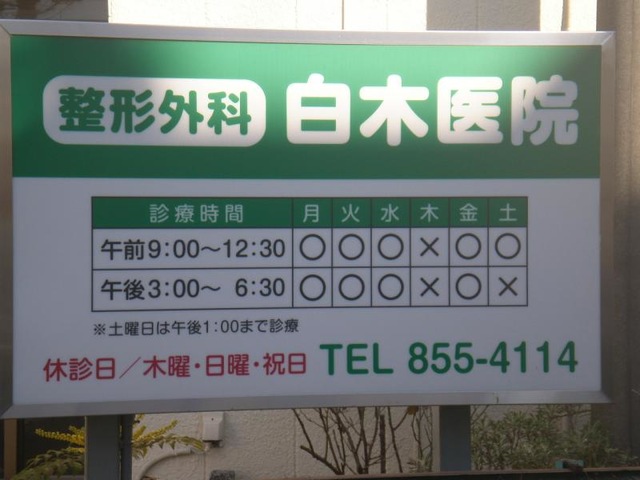 整形外科 白木医院
診療時間 月 火 水 木 金 土
午前9:00～12:30 ○ ○ ○ × ○ ○
午後3:00～ 6:30 ○ ○ ○ × ○ ×
※土曜日は午後1:00まで診療
休診日／木曜・日曜・祝日 TEL 855-4114